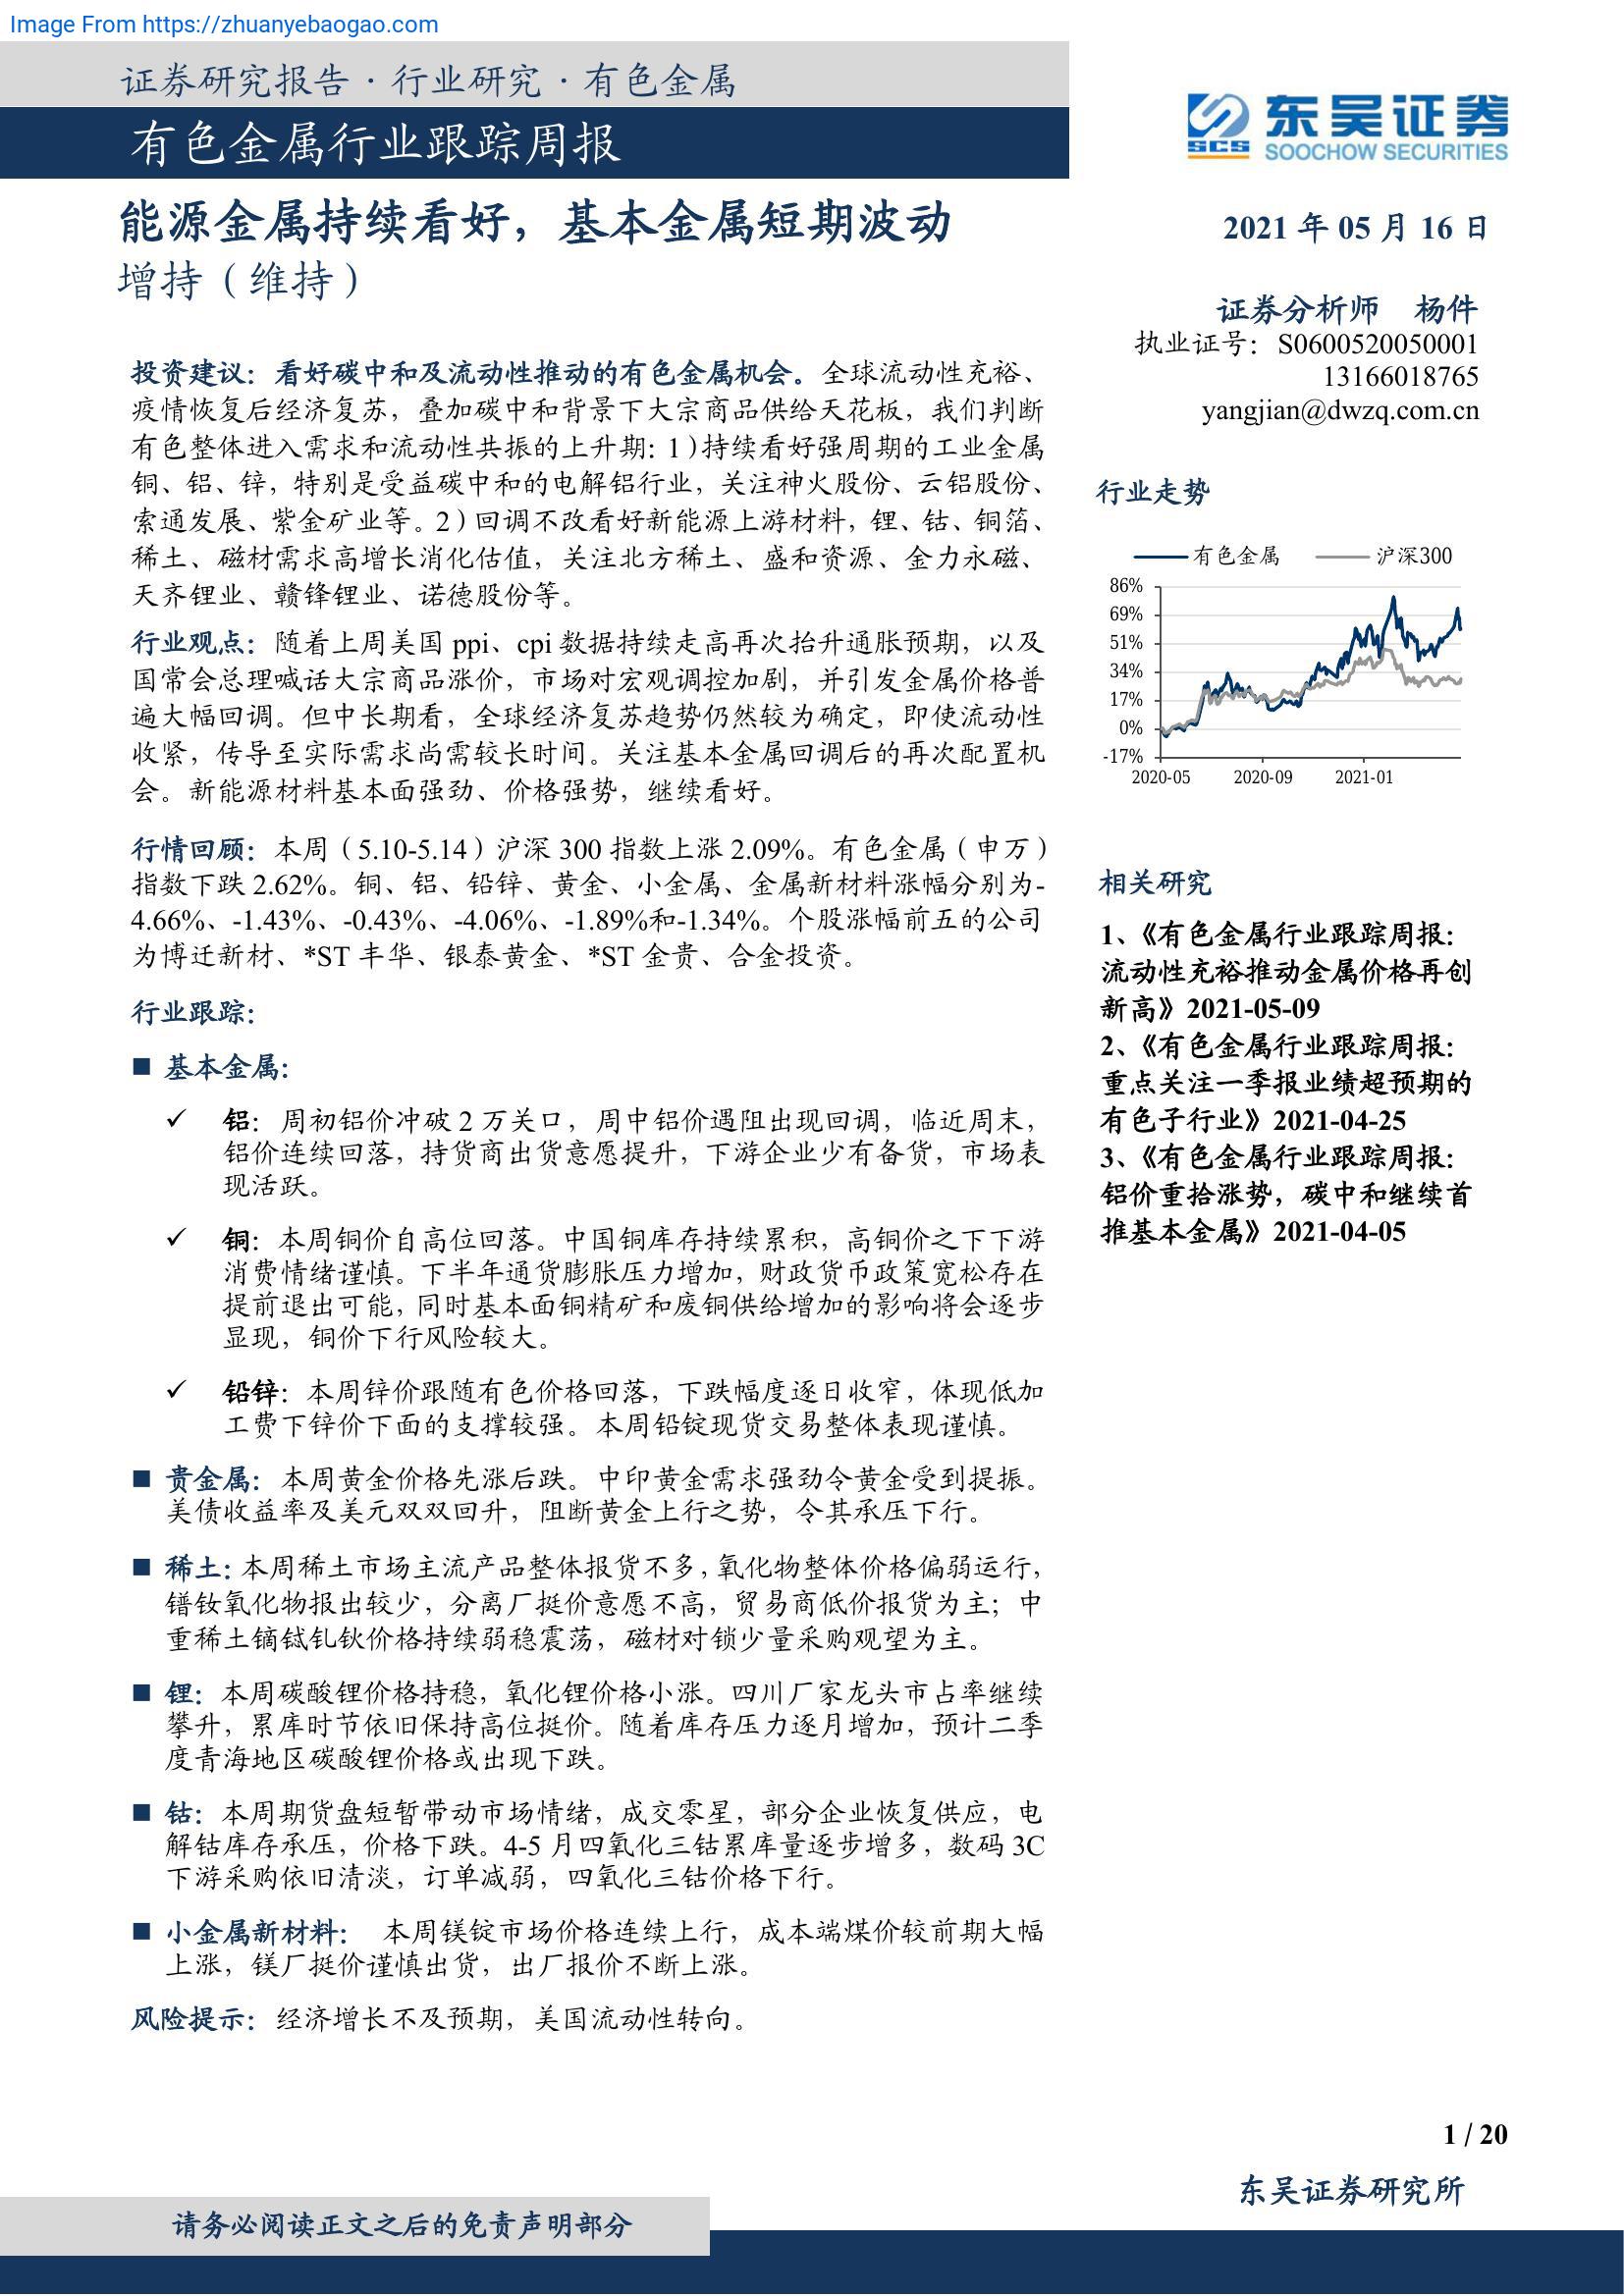 Image From https://zhuanyebaogao.com
证券研究报告·行业研究·有色金属
有色金属行业跟踪周报
东吴证券
SCS
SOOCHOW SECURITIES
能源金属持续看好，基本金属短期波动
增持（维持）
2021 年 05 月 16 日
证券分析师 杨件
执业证号：S0600520050001
13166018765
yangjian@dwzq.com.cn
投资建议：看好碳中和及流动性推动的有色金属机会。全球流动性充裕、
疫情恢复后经济复苏，叠加碳中和背景下大宗商品供给天花板，我们判断
有色整体进入需求和流动性共振的上升期：1）持续看好强周期的工业金属
铜、铝、锌，特别是受益碳中和的电解铝行业，关注神火股份、云铝股份、
索通发展、紫金矿业等。2）回调不改看好新能源上游材料，锂、钴、铜箔、
稀土、磁材需求高增长消化估值，关注北方稀土、盛和资源、金力永磁、
天齐锂业、赣锋锂业、诺德股份等。
行业观点：随着上周美国 ppi、cpi 数据持续走高再次抬升通胀预期，以及
国常会总理喊话大宗商品涨价，市场对宏观调控加剧，并引发金属价格普
遍大幅回调。但中长期看，全球经济复苏趋势仍然较为确定，即使流动性
收紧，传导至实际需求尚需较长时间。关注基本金属回调后的再次配置机
会。新能源材料基本面强劲、价格强势，继续看好。
行情回顾：本周（5.10-5.14）沪深 300 指数上涨 2.09%。有色金属（申万）
指数下跌 2.62%。铜、铝、铅锌、黄金、小金属、金属新材料涨幅分别为-
4.66%、-1.43%、-0.43%、-4.06%、-1.89%和-1.34%。个股涨幅前五的公司
为博迁新材、*ST 丰华、银泰黄金、*ST 金贵、合金投资。
行业跟踪：
■ 基本金属：
✓ 铝：周初铝价冲破 2 万关口，周中铝价遇阻出现回调，临近周末，
铝价连续回落，持货商出货意愿提升，下游企业少有备货，市场表
现活跃。
✓ 铜：本周铜价自高位回落。中国铜库存持续累积，高铜价之下下游
消费情绪谨慎。下半年通货膨胀压力增加，财政货币政策宽松存在
提前退出可能，同时基本面铜精矿和废铜供给增加的影响将会逐步
显现，铜价下行风险较大。
✓ 铅锌：本周锌价跟随有色价格回落，下跌幅度逐日收窄，体现低加
工费下锌价下面的支撑较强。本周铅锭现货交易整体表现谨慎。
■ 贵金属：本周黄金价格先涨后跌。中印黄金需求强劲令黄金受到提振。
美债收益率及美元双双回升，阻断黄金上行之势，令其承压下行。
■ 稀土：本周稀土市场主流产品整体报货不多，氧化物整体价格偏弱运行，
镨钕氧化物报出较少，分离厂挺价意愿不高，贸易商低价报货为主；中
重稀土镝铽钆钬价格持续弱稳震荡，磁材对锁少量采购观望为主。
■ 锂：本周碳酸锂价格持稳，氧化锂价格小涨。四川厂家龙头市占率继续
攀升，累库时节依旧保持高位挺价。随着库存压力逐月增加，预计二季
度青海地区碳酸锂价格或出现下跌。
■ 钴：本周期货盘短暂带动市场情绪，成交零星，部分企业恢复供应，电
解钴库存承压，价格下跌。4-5 月四氧化三钴累库量逐步增多，数码 3C
下游采购依旧清淡，订单减弱，四氧化三钴价格下行。
■ 小金属新材料： 本周镁锭市场价格连续上行，成本端煤价较前期大幅
上涨，镁厂挺价谨慎出货，出厂报价不断上涨。
风险提示：经济增长不及预期，美国流动性转向。
行业走势
有色金属 沪深300
86%
69%
51%
34%
17%
0%
-17%
2020-05 2020-09 2021-01
相关研究
1、《有色金属行业跟踪周报：
流动性充裕推动金属价格再创
新高》2021-05-09
2、《有色金属行业跟踪周报：
重点关注一季报业绩超预期的
有色子行业》2021-04-25
3、《有色金属行业跟踪周报：
铝价重拾涨势，碳中和继续首
推基本金属》2021-04-05
1 / 20
东吴证券研究所
请务必阅读正文之后的免责声明部分